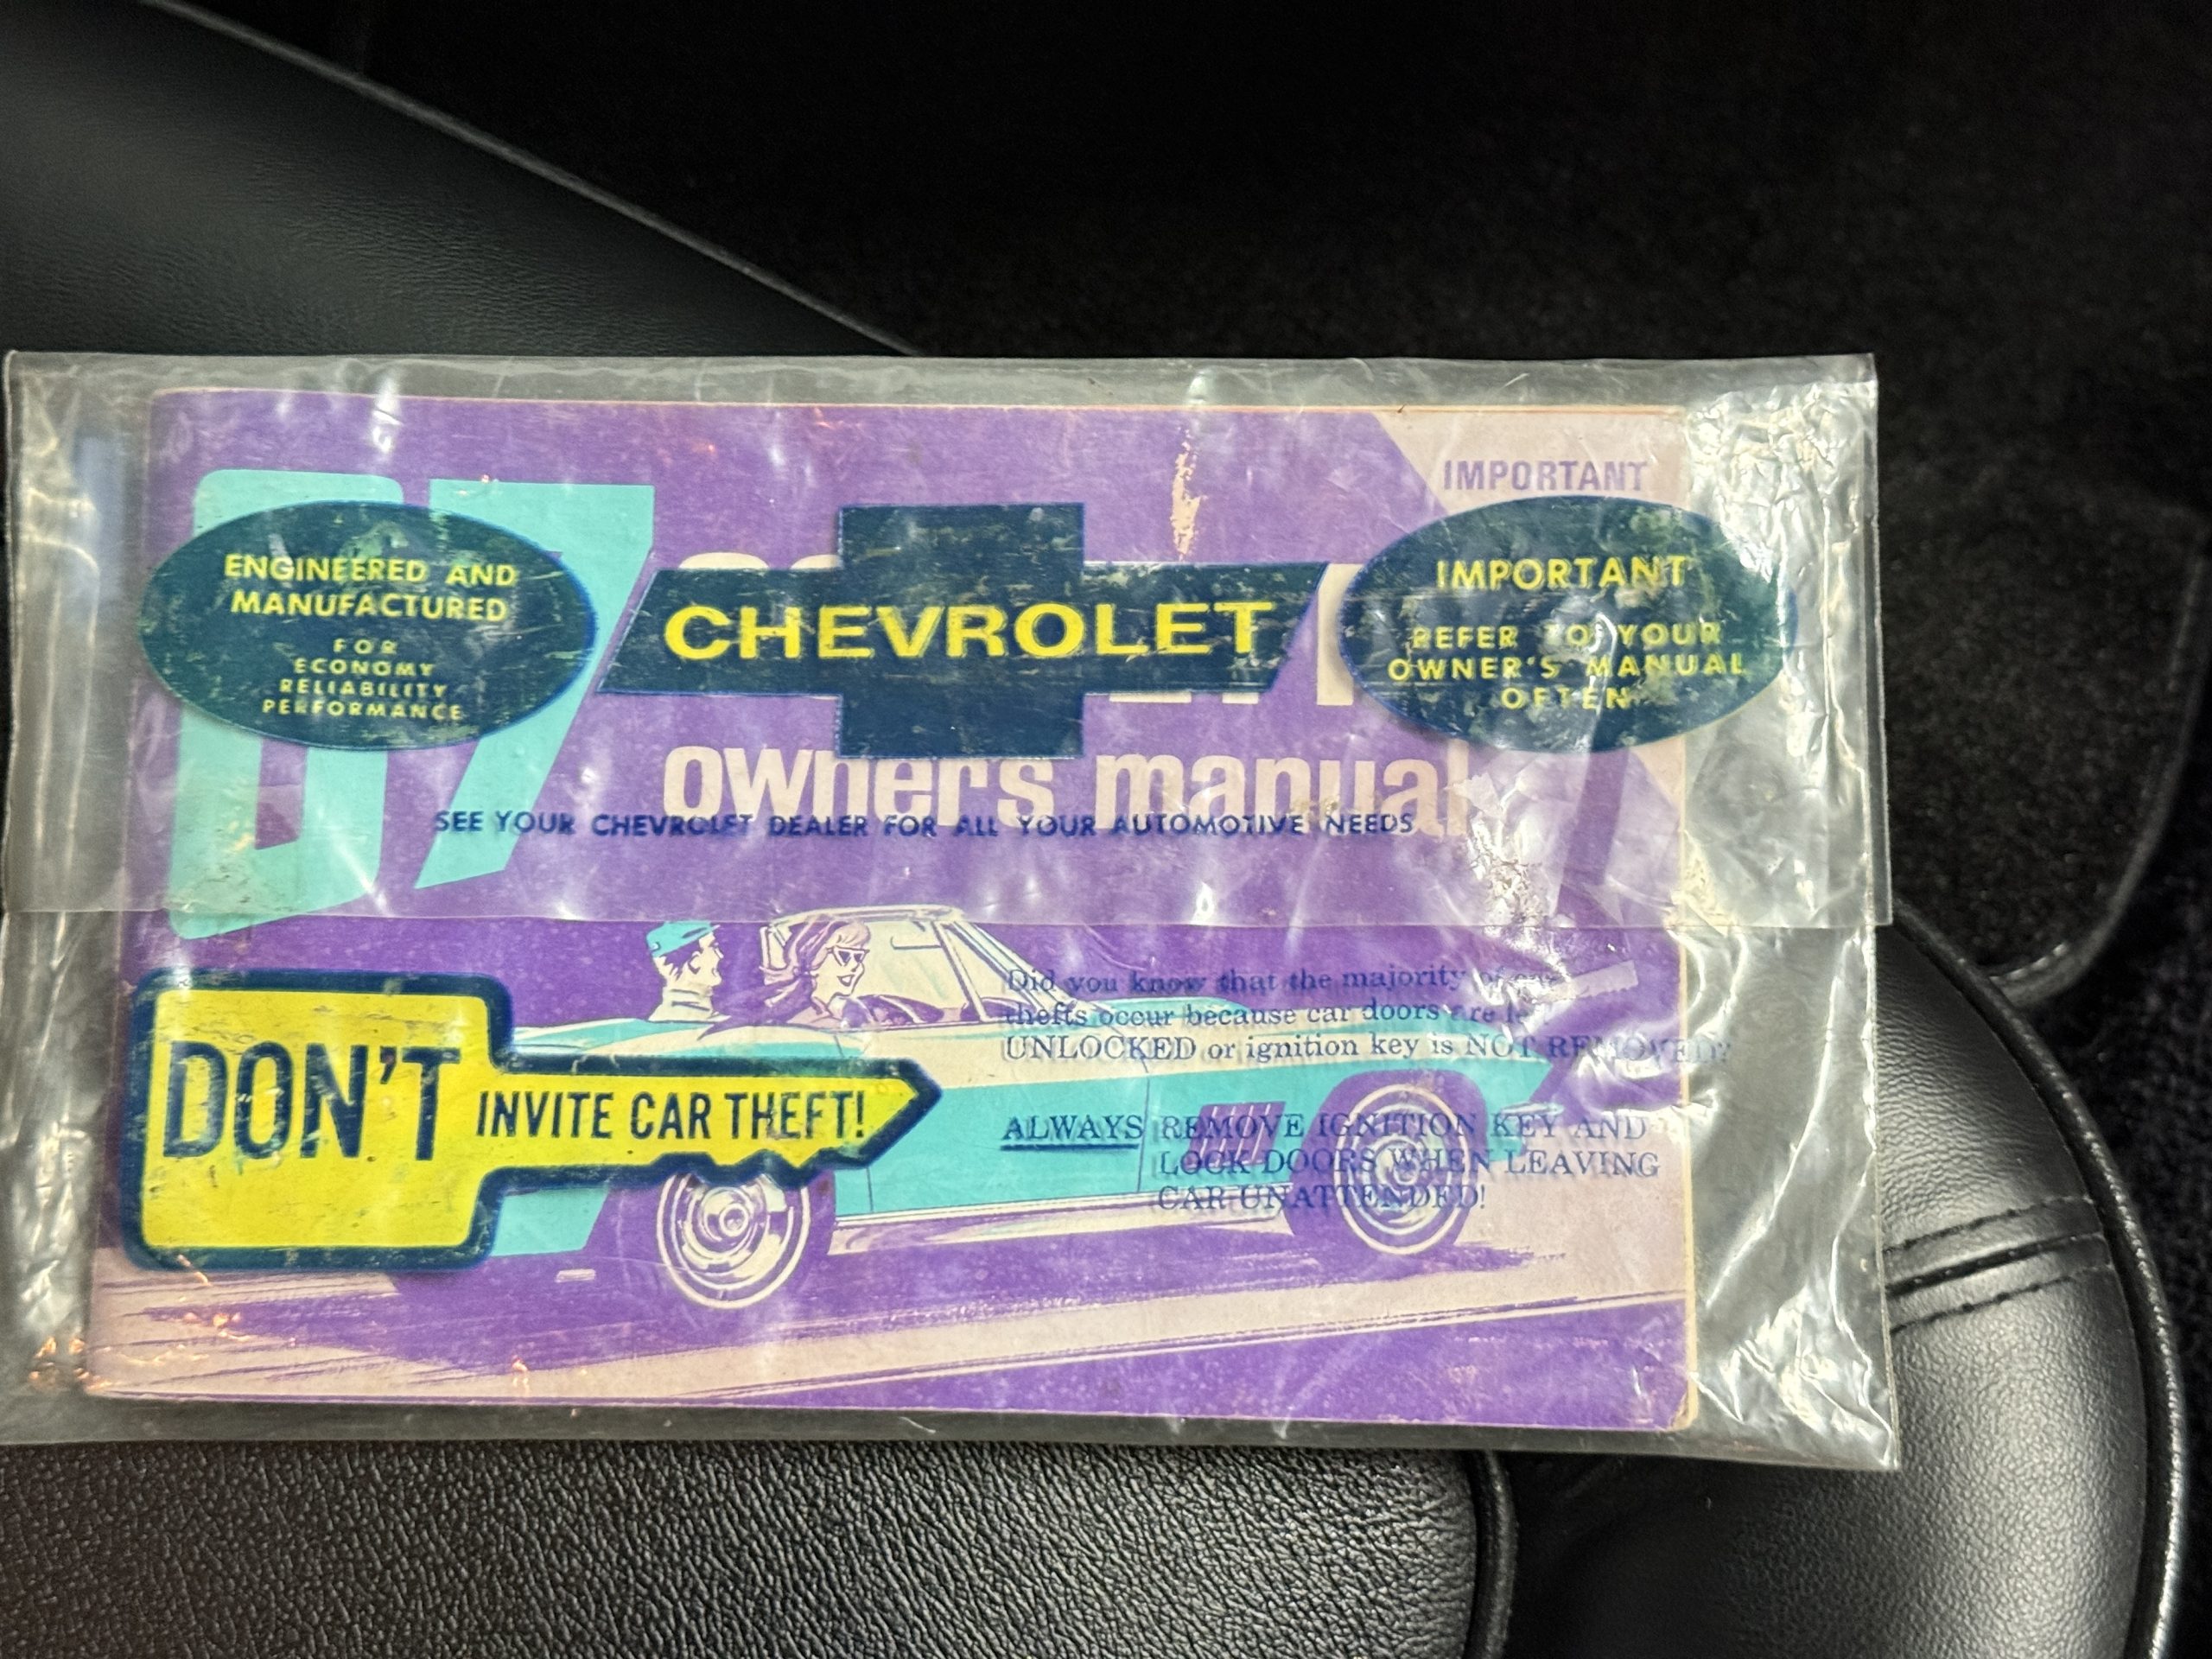 IMPORTANT
67
ENGINEERED AND
MANUFACTURED
FOR
ECONOMY
RELIABILITY
PERFORMANCE
CHEVROLET
IMPORTANT
REFER TO YOUR
OWNER'S MANUAL
OFTEN
owner's manual
SEE YOUR CHEVROLET DEALER FOR ALL YOUR AUTOMOTIVE NEEDS
DON'T INVITE CAR THEFT!
Did you know that the majority of
thefts occur because car doors are
UNLOCKED or ignition key is NOT REMOVED?
ALWAYS REMOVE IGNITION KEY AND
LOCK DOORS WHEN LEAVING
CAR UNATTENDED!